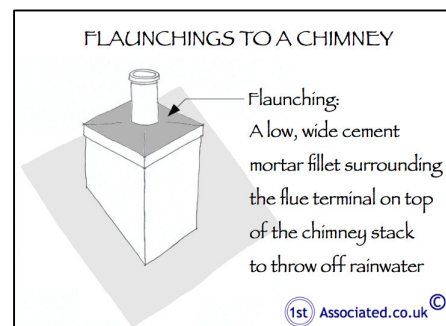 FLAUNCHINGS TO A CHIMNEY
Flaunching:
A low, wide cement
mortar fillet surrounding
the flue terminal on top
of the chimney stack
to throw off rainwater
1st Associated.co.uk ©